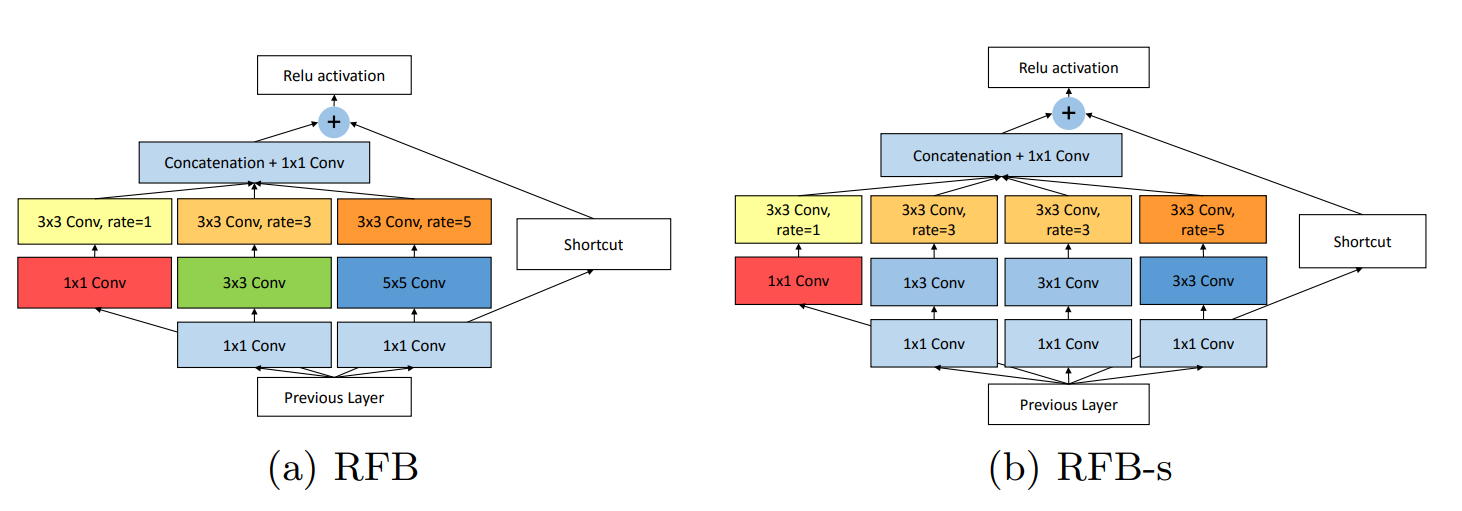 Relu activation
+
Concatenation + 1x1 Conv
3x3 Conv, rate=1
3x3 Conv, rate=3
3x3 Conv, rate=5
Shortcut
1x1 Conv
3x3 Conv
5x5 Conv
1x1 Conv
1x1 Conv
Previous Layer
(a) RFB
Relu activation
+
Concatenation + 1x1 Conv
3x3 Conv,
rate=1
3x3 Conv,
rate=3
3x3 Conv,
rate=3
3x3 Conv,
rate=5
Shortcut
1x1 Conv
1x3 Conv
3x1 Conv
3x3 Conv
1x1 Conv
1x1 Conv
1x1 Conv
Previous Layer
(b) RFB-s